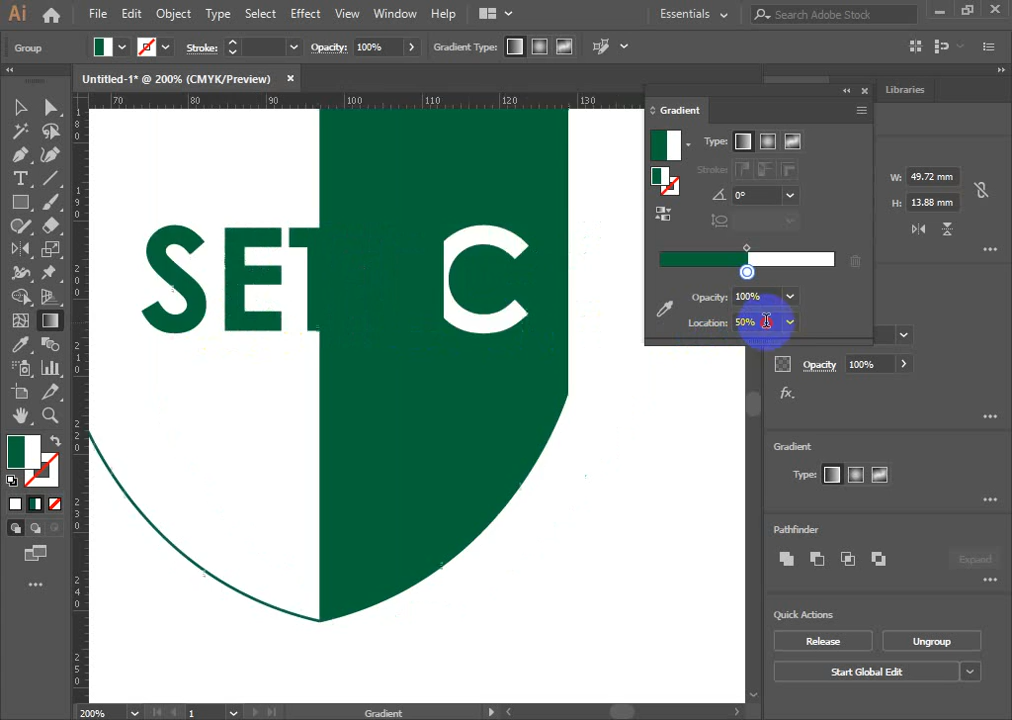 Ai File Edit Object Type Select Effect View Window Help Essentials Search Adobe Stock
Group Stroke: Opacity: 100% Gradient Type:
Untitled-1* @ 200% (CMYK/Preview)
Libraries
70 80 90 100 110 120 130
Gradient
Type:
Stroke:
W: 49.72 mm
0°
H: 13.88 mm
SET C
Opacity: 100%
Location: 50%
Opacity 100%
fx.
Gradient
Type:
Pathfinder
Expand
Quick Actions
Release Ungroup
Start Global Edit
200% 1 Gradient